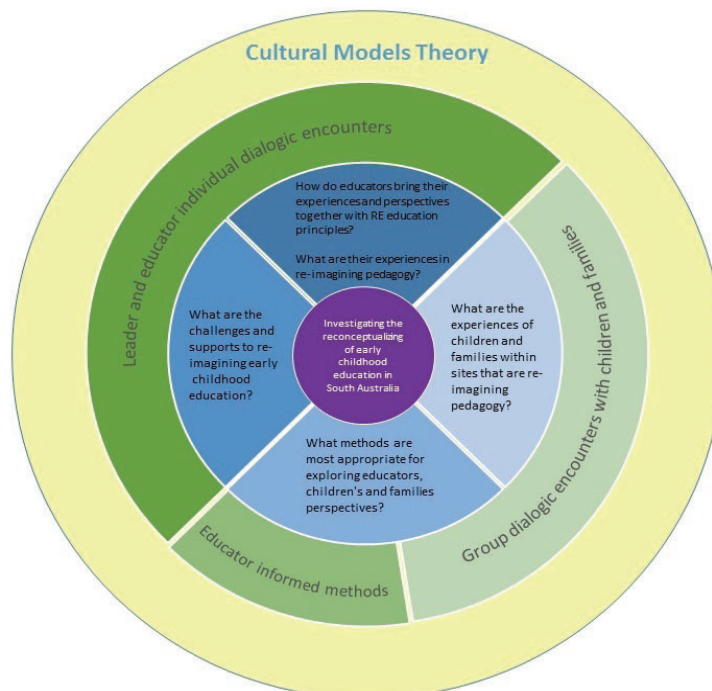 Cultural Models Theory
Leader and educator individual dialogic encounters
How do educators bring their
experiences and perspectives
together with RE education
principles?
What are their experiences in
re-imagining pedagogy?
What are the
challenges and
supports to re-
imagining early
childhood
education?
Investigating the
reconceptualizing
of early
childhood
education in
South Australia
What are the
experiences of
children and
families within
sites that are re-
imagining
pedagogy?
Group dialogic encounters with children and families
What methods are
most appropriate for
exploring educators,
children's and families
perspectives?
Educator informed methods